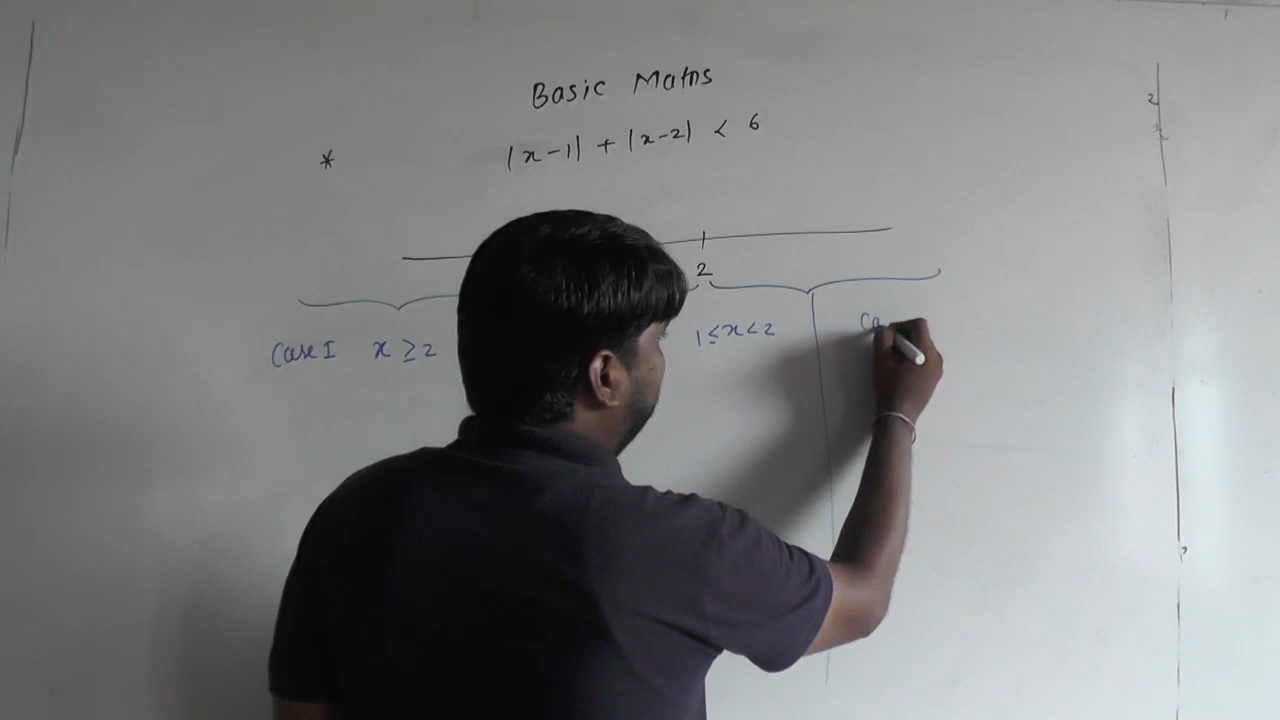 Basic Maths
* |x-1| + |x-2| < 6
2
Case I x ≥ 2 1 ≤ x < 2 Ca